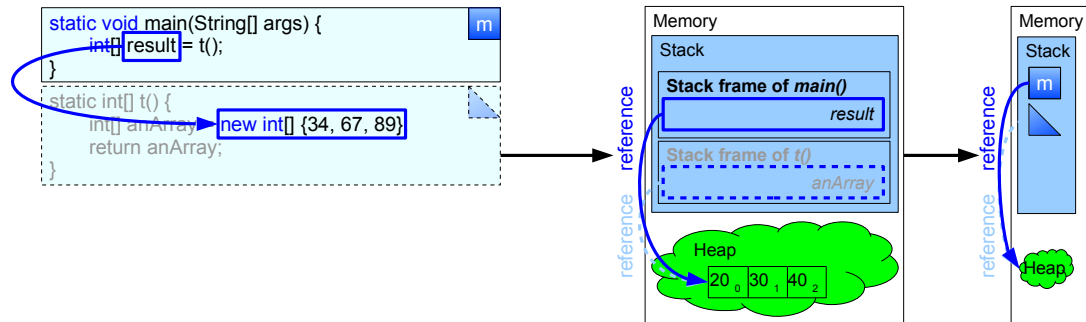 static void main(String[] args) {
m
int[] result = t();
}
static int[] t() {
int[] anArray new int[] {34, 67, 89}
return anArray;
}
Memory
Stack
Stack frame of main()
result
Stack frame of t()
anArray
reference
reference
Heap
20 0 30 1 40 2
Memory
Stack
m
reference
reference
Heap